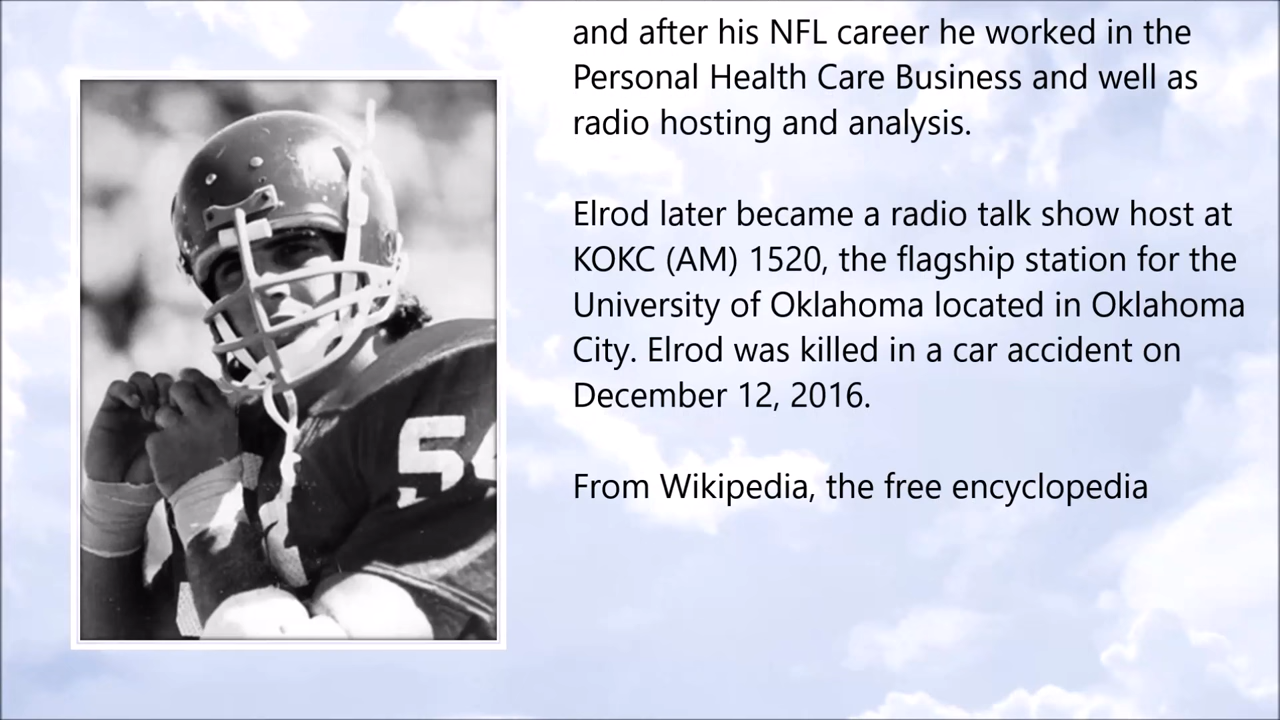 and after his NFL career he worked in the
Personal Health Care Business and well as
radio hosting and analysis.
Elrod later became a radio talk show host at
KOKC (AM) 1520, the flagship station for the
University of Oklahoma located in Oklahoma
City. Elrod was killed in a car accident on
December 12, 2016.
From Wikipedia, the free encyclopedia
5